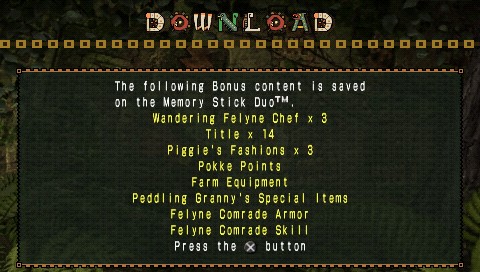 DOWNLOAD
The following Bonus content is saved
on the Memory Stick Duo™.
Wandering Felyne Chef x 3
Title x 14
Piggie's Fashions x 3
Pokke Points
Farm Equipment
Peddling Granny's Special Items
Felyne Comrade Armor
Felyne Comrade Skill
Press the ⊗ button